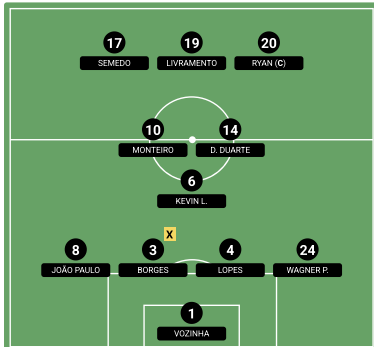 17 19 20
SEMEDO LIVRAMENTO RYAN (C)
10 14
MONTEIRO D. DUARTE
6
KEVIN L.
X
8 3 4 24
JOÃO PAULO BORGES LOPES WAGNER P.
1
VOZINHA